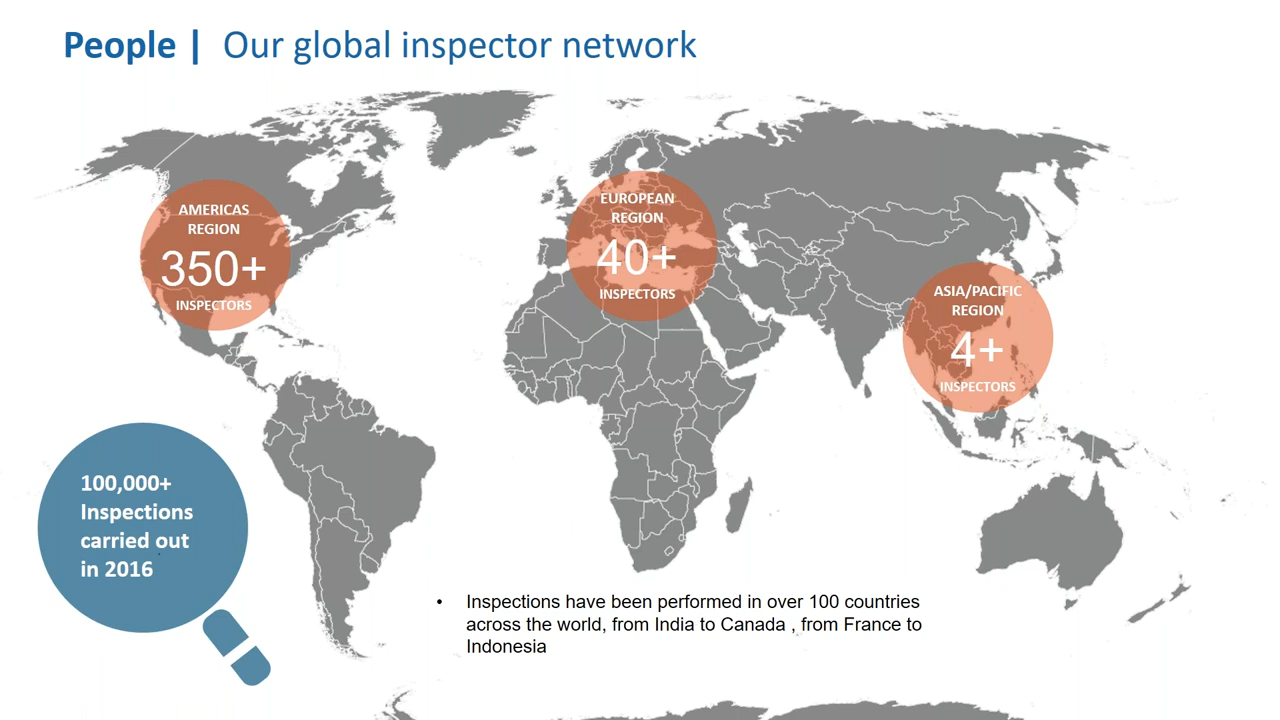 People | Our global inspector network
AMERICAS
REGION
350+
INSPECTORS
EUROPEAN
REGION
40+
INSPECTORS
ASIA/PACIFIC
REGION
4+
INSPECTORS
100,000+
Inspections
carried out
in 2016
• Inspections have been performed in over 100 countries
across the world, from India to Canada , from France to
Indonesia